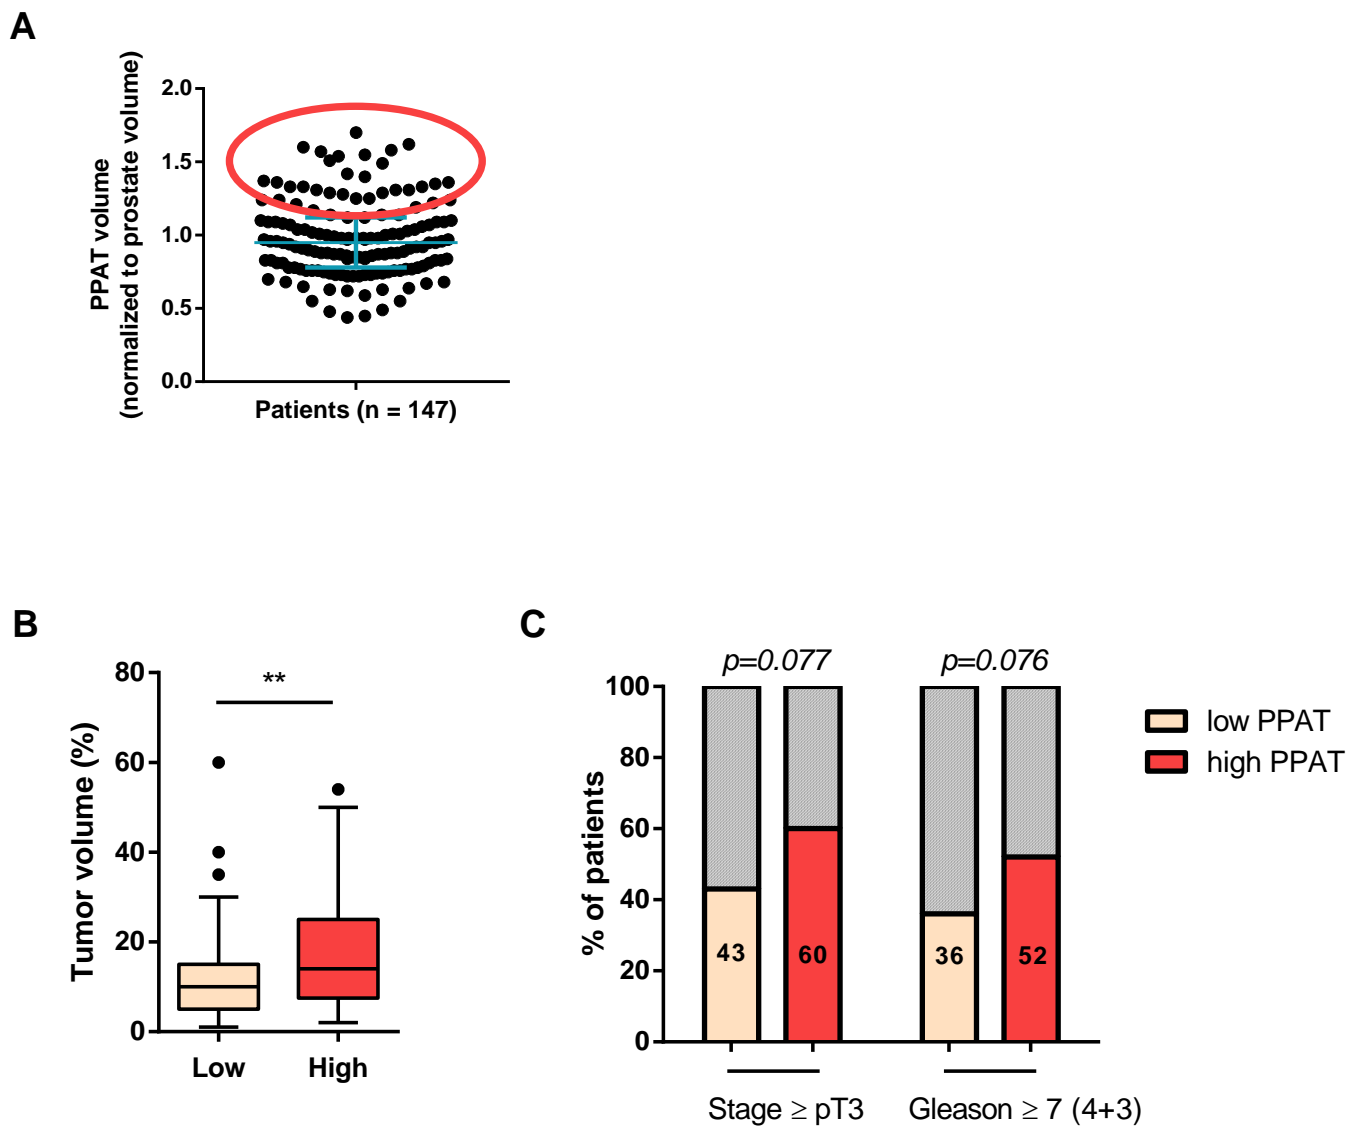 A
PPAT volume
(normalized to prostate volume)
2.0
1.5
1.0
0.5
0.0
Patients (n = 147)
B
Tumor volume (%)
80
60
40
20
0
**
Low
High
C
% of patients
p=0.077
p=0.076
100
80
60
40
20
0
43
60
36
52
Stage ≥ pT3
Gleason ≥ 7 (4+3)
low PPAT
high PPAT